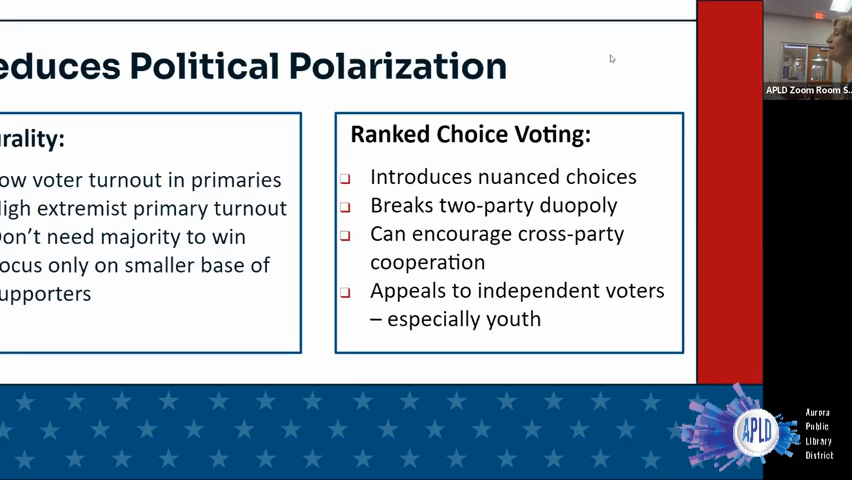 educes Political Polarization
urality:
ow voter turnout in primaries
igh extremist primary turnout
on't need majority to win
ocus only on smaller base of
upporters
Ranked Choice Voting:
Introduces nuanced choices
Breaks two-party duopoly
Can encourage cross-party
cooperation
Appeals to independent voters
– especially youth
APLD Zoom Room S...
APLD
Aurora
Public
Library
District